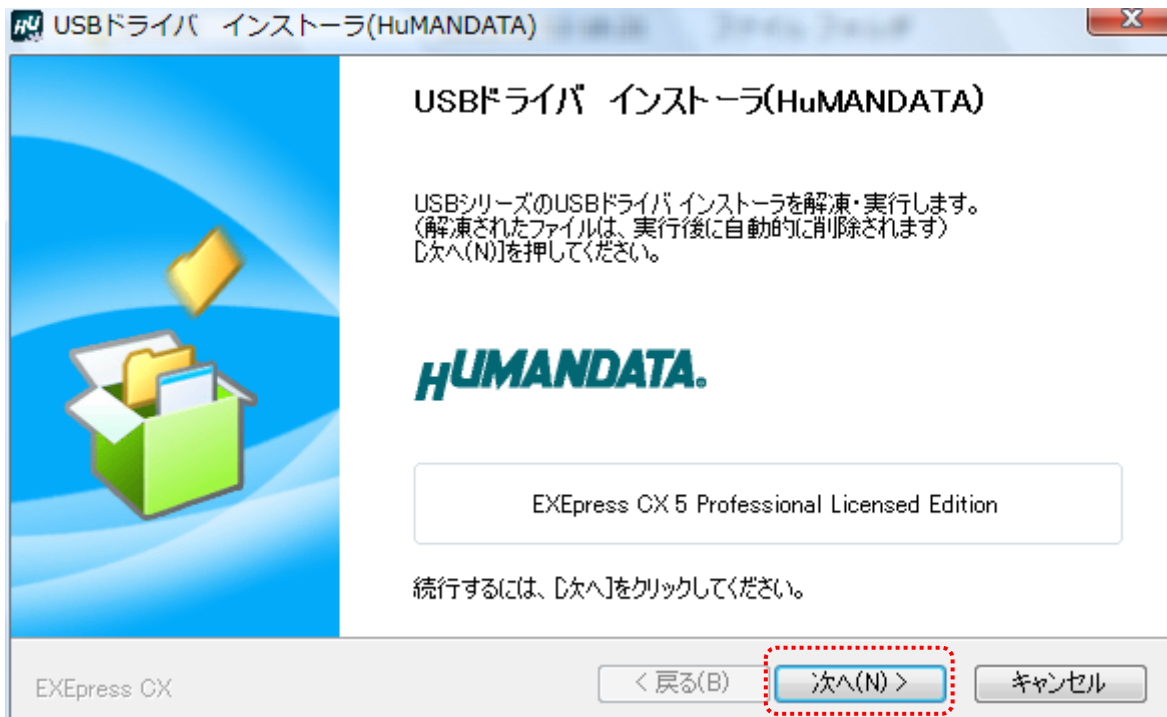 USBドライバ インストーラ(HuMANDATA)
USBドライバ インストーラ(HuMANDATA)
USBシリーズのUSBドライバ インストーラを解凍・実行します。
(解凍されたファイルは、実行後に自動的に削除されます)
[次へ(N)]を押してください。
HUMANDATA.
EXEpress CX 5 Professional Licensed Edition
続行するには、[次へ]をクリックしてください。
EXEpress CX
< 戻る(B)
次へ(N) >
キャンセル